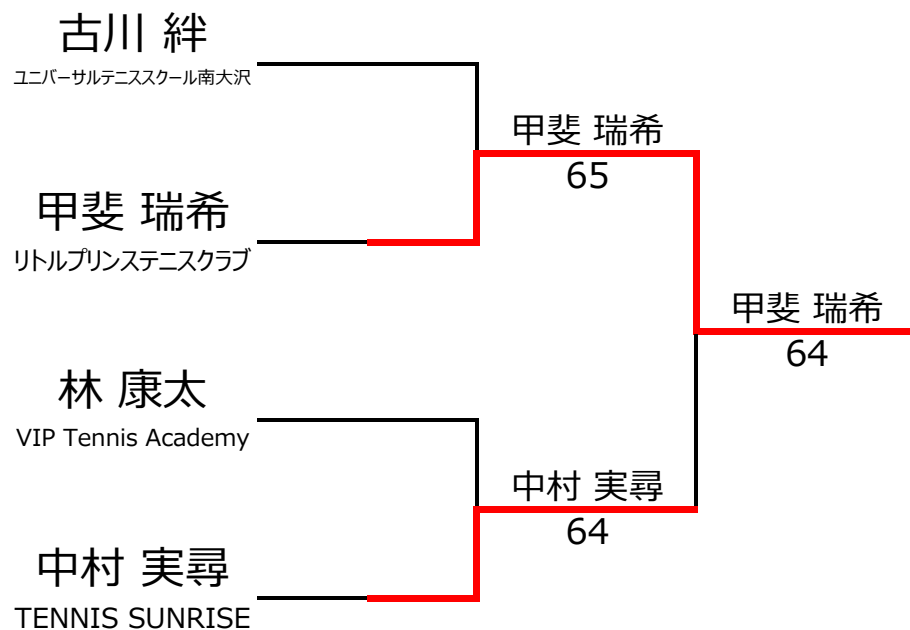 古川 絆
ユニバーサルテニススクール南大沢
甲斐 瑞希
65
甲斐 瑞希
リトルプリンステニスクラブ
甲斐 瑞希
64
林 康太
VIP Tennis Academy
中村 実尋
64
中村 実尋
TENNIS SUNRISE